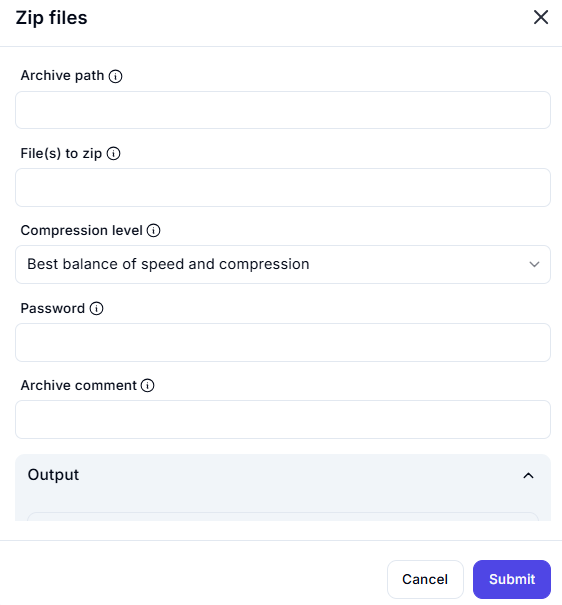 Zip files
Archive path
File(s) to zip
Compression level
Best balance of speed and compression
Password
Archive comment
Output
Cancel Submit